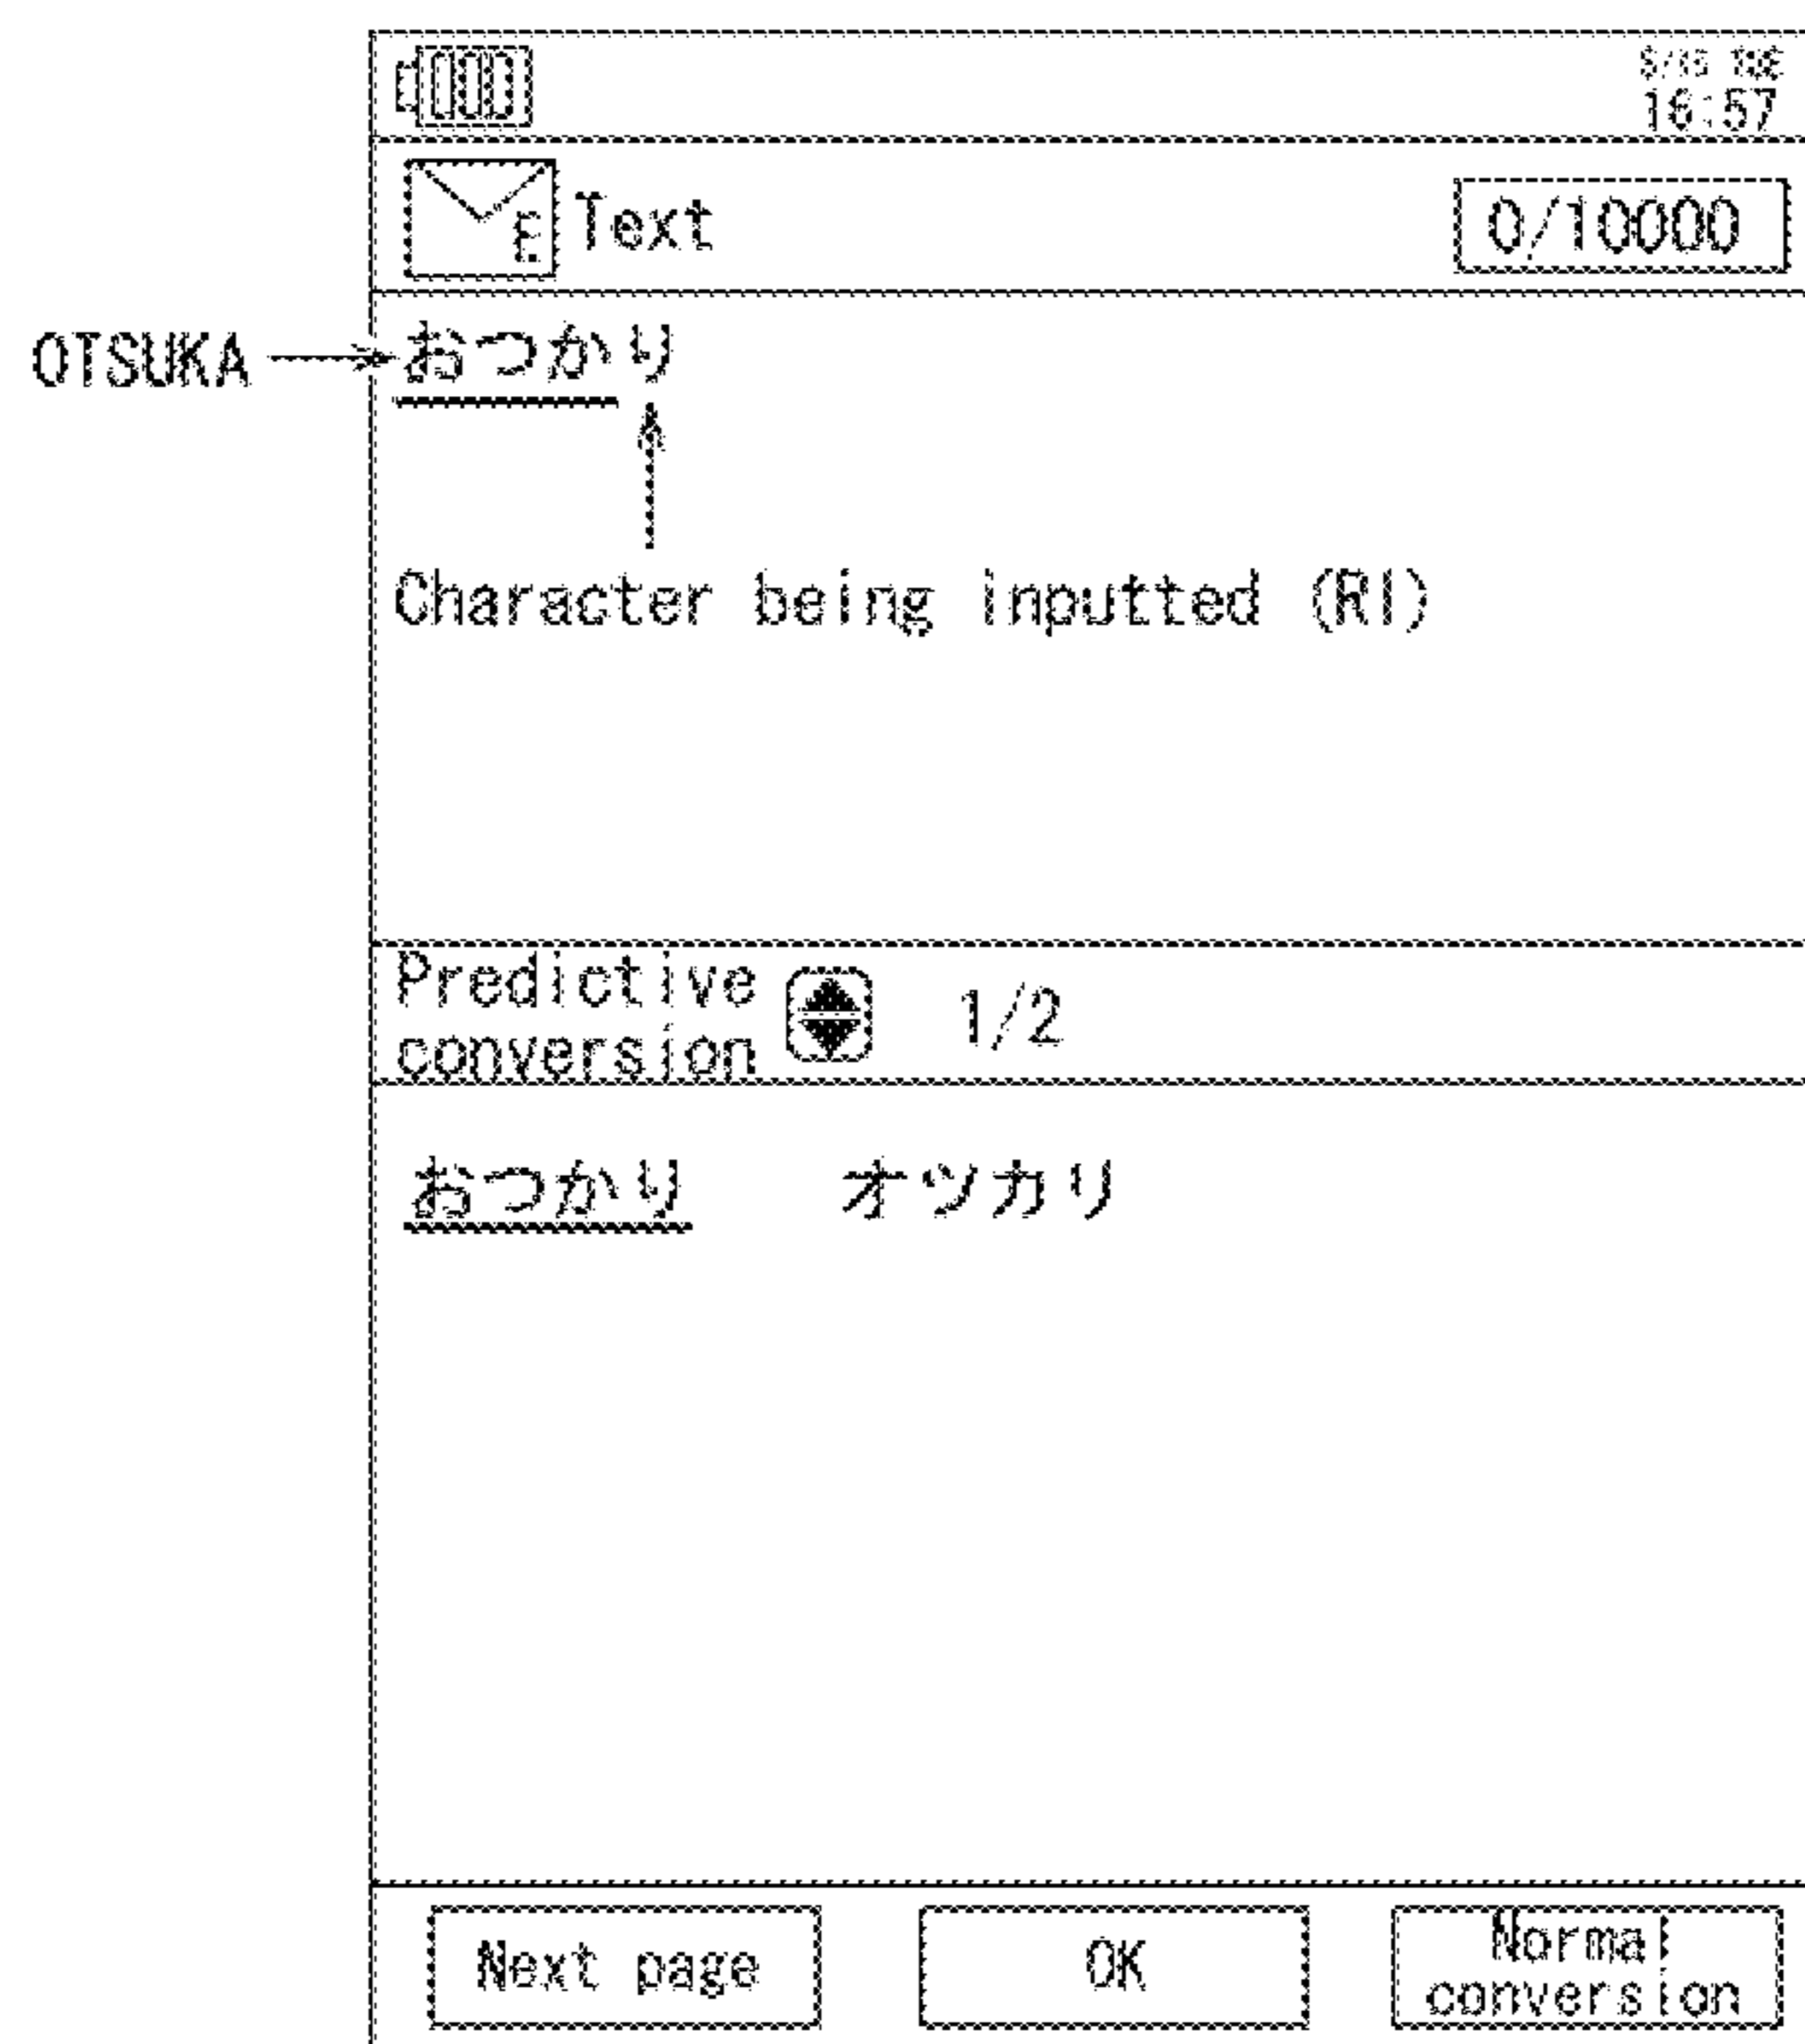 16:57
Text 0/10000
OTSUKA おつかり
Character being inputted (RI)
Predictive
conversion 1/2
おつかり オツカリ
Next page OK Normal
conversion